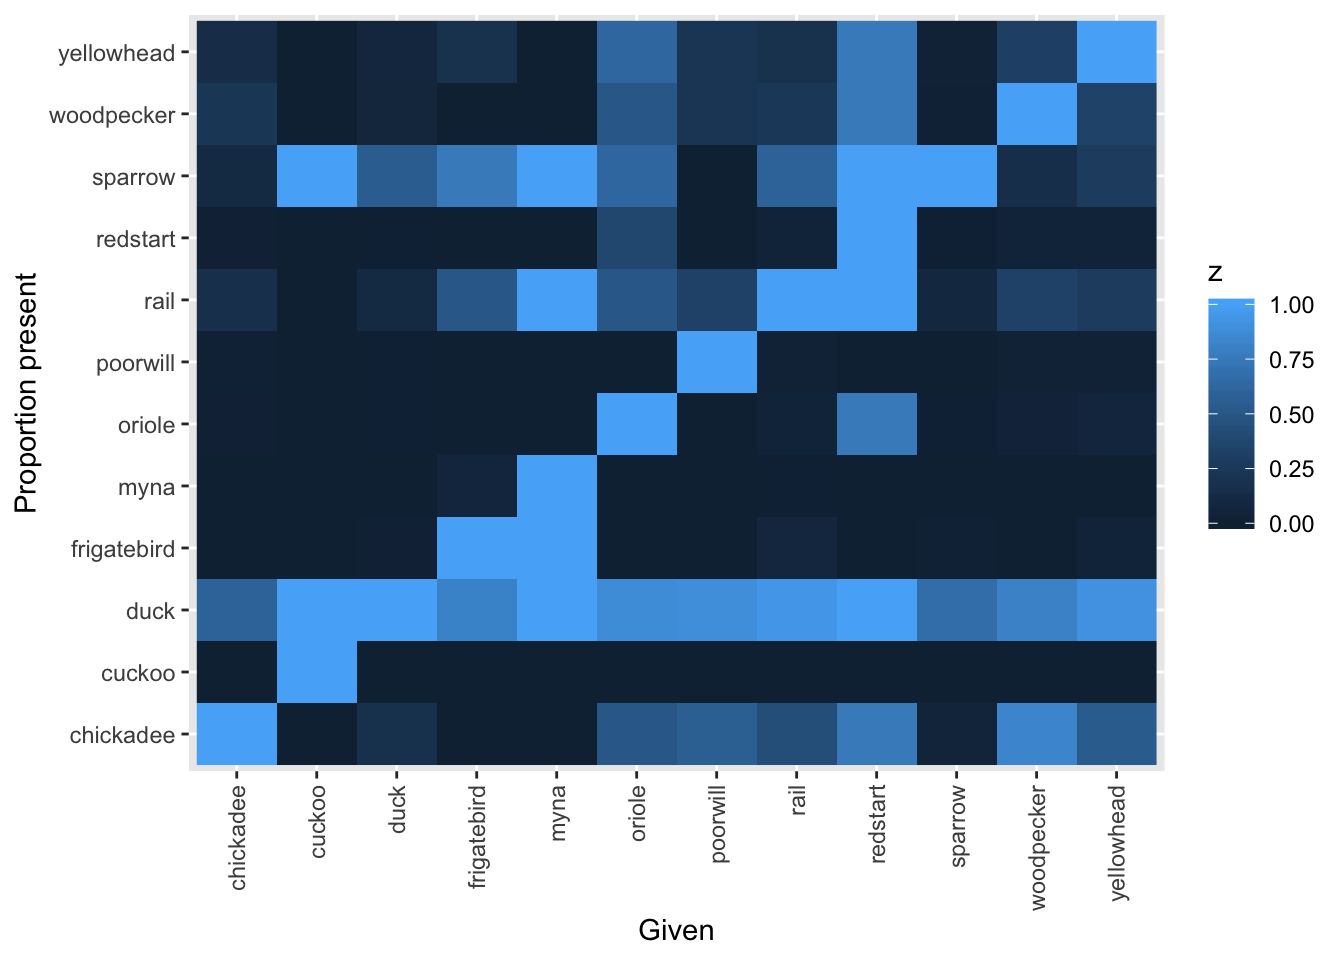 yellowhead
woodpecker
sparrow
redstart
rail
poorwill
oriole
myna
frigatebird
duck
cuckoo
chickadee
Proportion present
chickadee
cuckoo
duck
frigatebird
myna
oriole
poorwill
rail
redstart
sparrow
woodpecker
yellowhead
Given
z
1.00
0.75
0.50
0.25
0.00